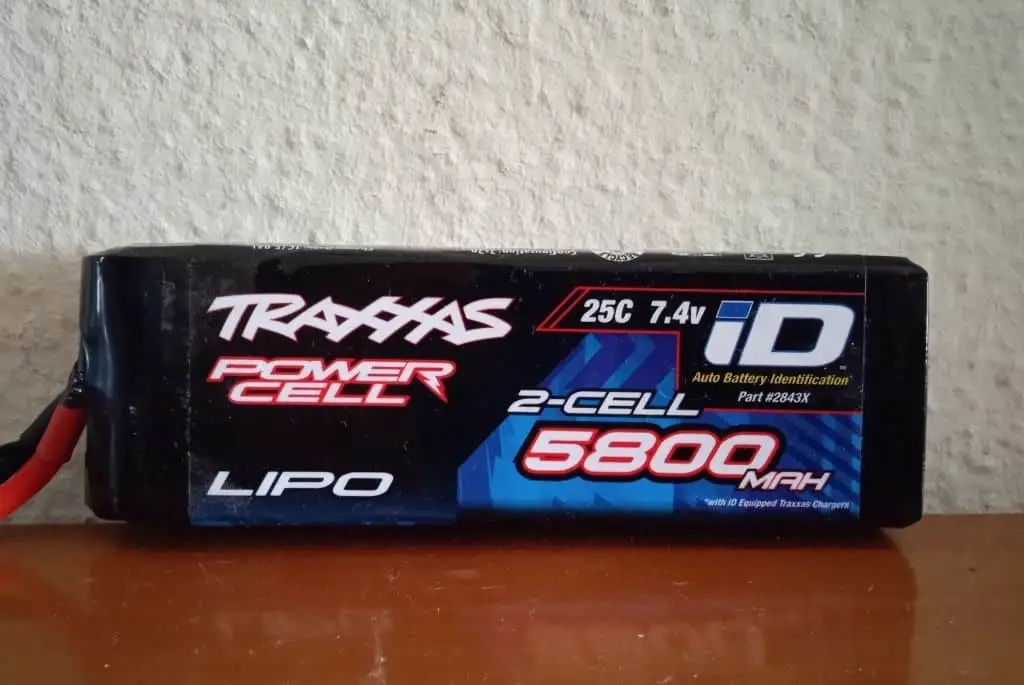 TRAXXAS
POWER
CELL
LIPO
25C 7.4v
iD
Auto Battery Identification
Part #2843X
2-CELL
5800
MAH
*with iD Equipped Traxxas Chargers